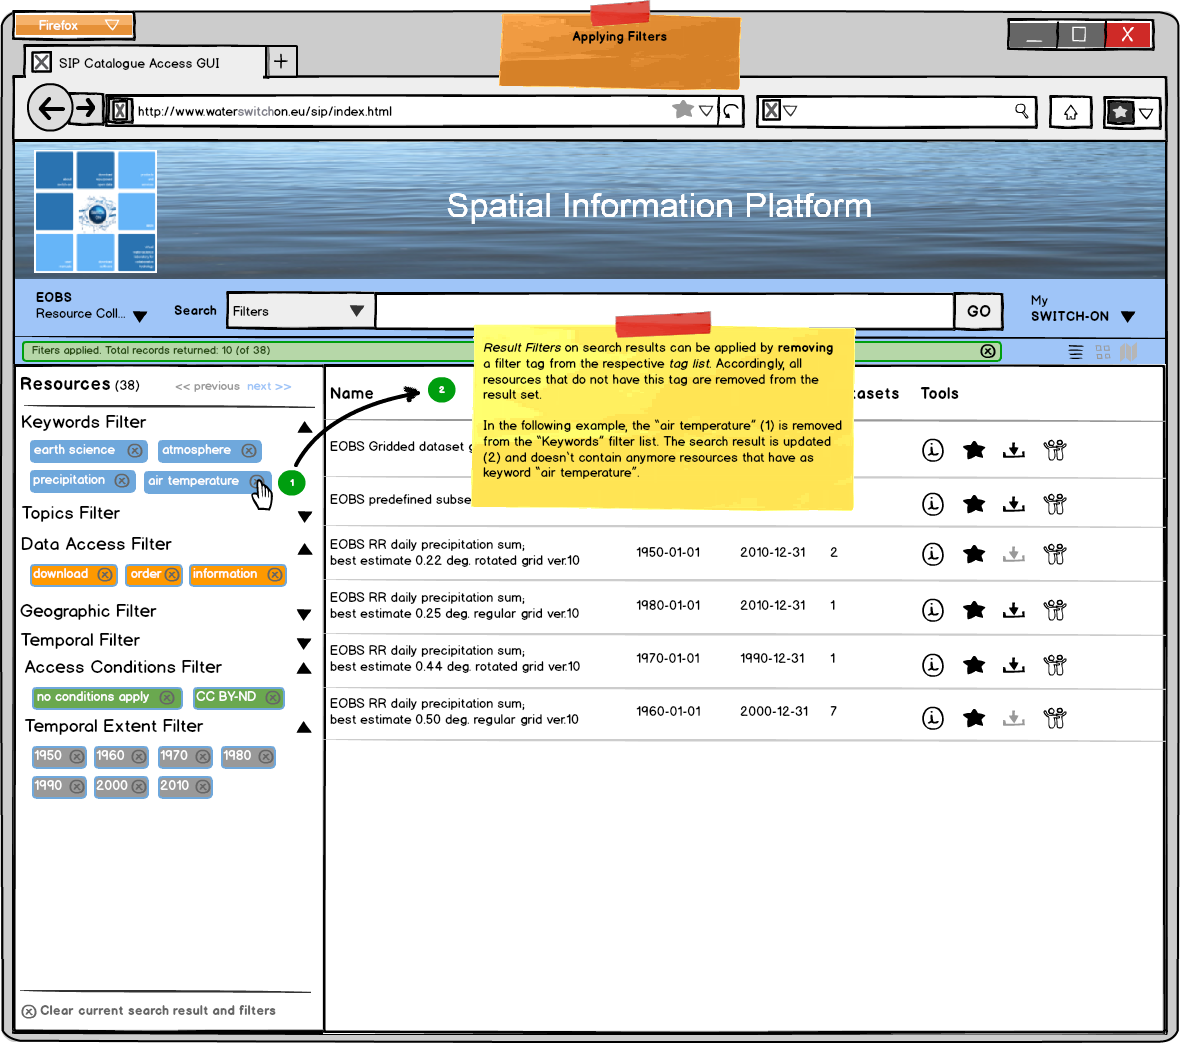 Firefox
Applying Filters
SIP Catalogue Access GUI
http://www.waterswitchon.eu/sip/index.html
Spatial Information Platform
EOBS
Resource Coll...
Search
Filters
GO
My
SWITCH-ON
Fiters applied. Total records returned: 10 (of 38)
Result Filters on search results can be applied by removing
a filter tag from the respective tag list. Accordingly, all
resources that do not have this tag are removed from the
result set.
In the following example, the "air temperature" (1) is removed
from the "Keywords" filter list. The search result is updated
(2) and doesn`t contain anymore resources that have as
keyword "air temperature".
Resources (38)
<< previous next >>
Keywords Filter
earth science
atmosphere
precipitation
air temperature
1
Topics Filter
Data Access Filter
download
order
information
Geographic Filter
Temporal Filter
Access Conditions Filter
no conditions apply
CC BY-ND
Temporal Extent Filter
1950
1960
1970
1980
1990
2000
2010
Clear current search result and filters
Name
2
tasets
Tools
EOBS Gridded dataset
EOBS predefined subse
EOBS RR daily precipitation sum;
best estimate 0.22 deg. rotated grid ver.10
1950-01-01
2010-12-31
2
EOBS RR daily precipitation sum;
best estimate 0.25 deg. regular grid ver.10
1980-01-01
2010-12-31
1
EOBS RR daily precipitation sum;
best estimate 0.44 deg. rotated grid ver.10
1970-01-01
1990-12-31
1
EOBS RR daily precipitation sum;
best estimate 0.50 deg. regular grid ver.10
1960-01-01
2000-12-31
7